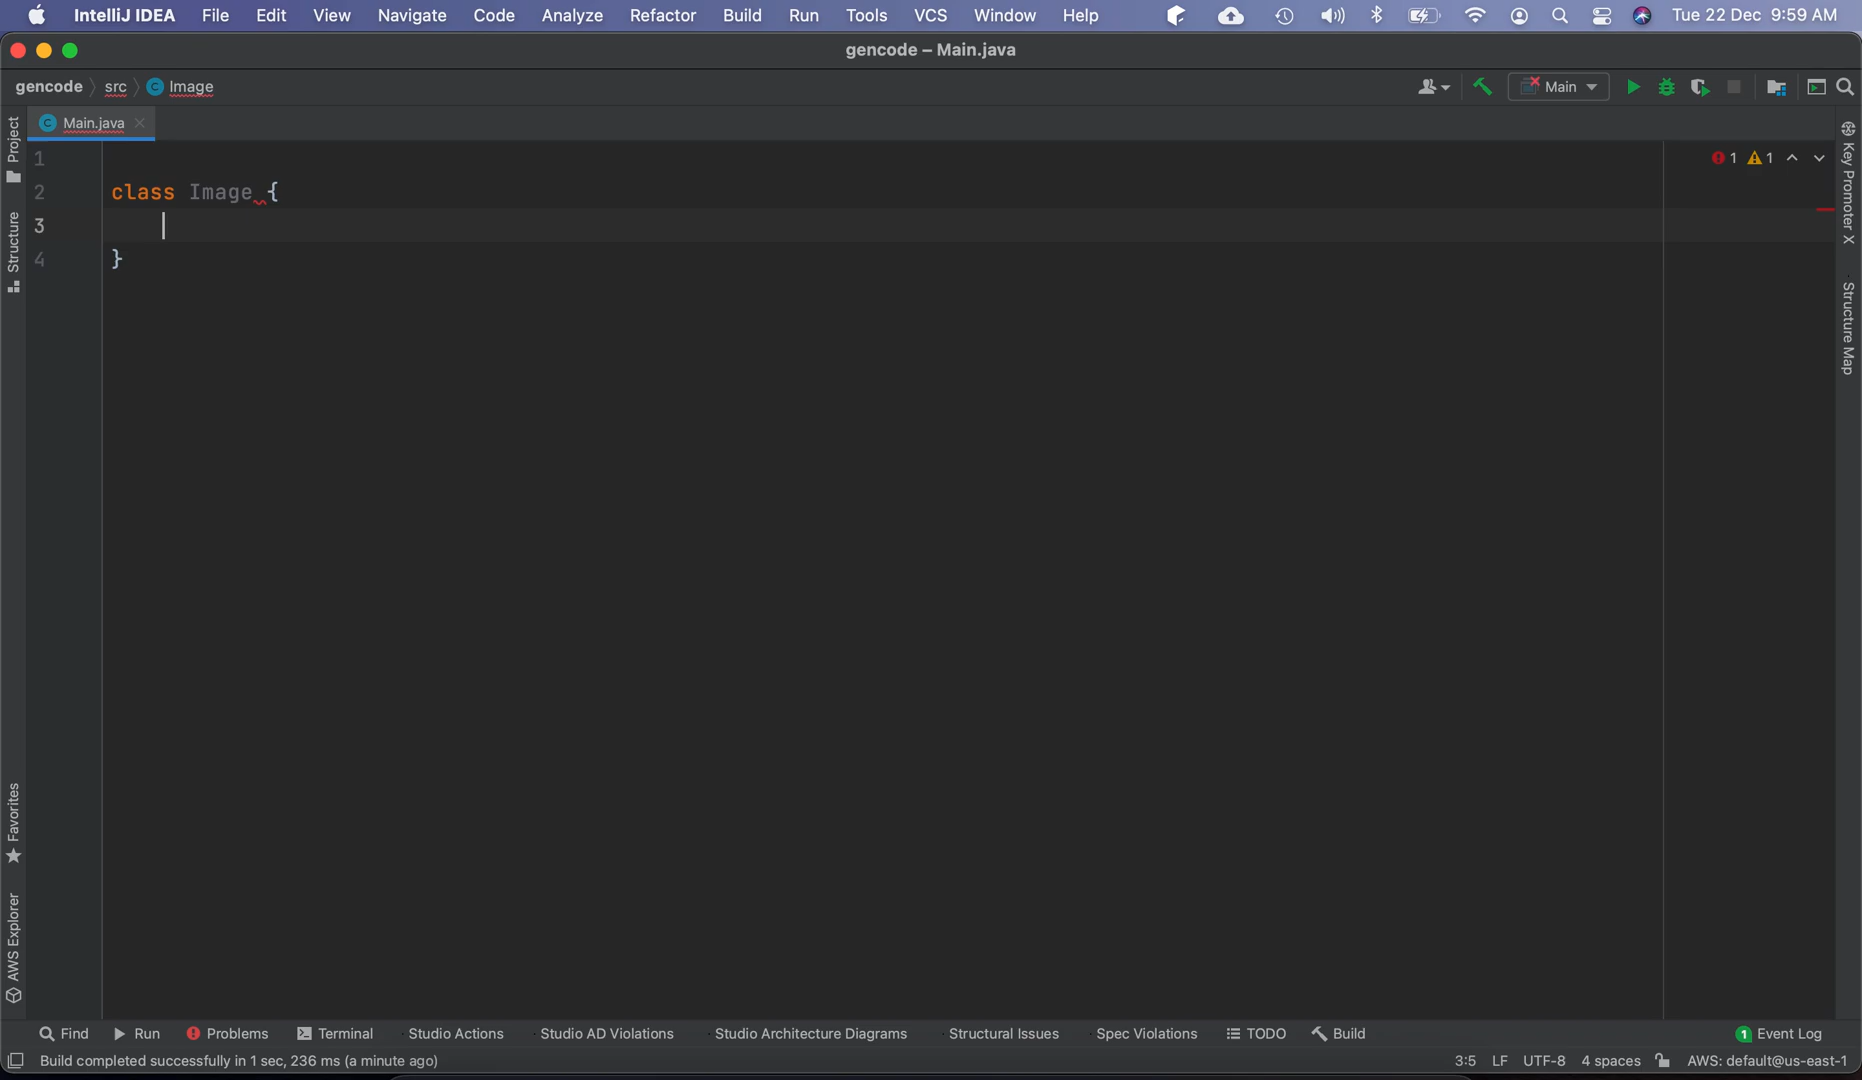 IntelliJ IDEA File Edit View Navigate Code Analyze Refactor Build Run Tools VCS Window Help Tue 22 Dec 9:59 AM
gencode – Main.java
gencode src C Image Main
C Main.java
1 1 1
2 class Image {
3
4 }
Project
Structure
Favorites
AWS Explorer
Key Promoter X
Structure Map
Find Run Problems Terminal Studio Actions Studio AD Violations Studio Architecture Diagrams Structural Issues Spec Violations TODO Build 1 Event Log
Build completed successfully in 1 sec, 236 ms (a minute ago) 3:5 LF UTF-8 4 spaces AWS: default@us-east-1